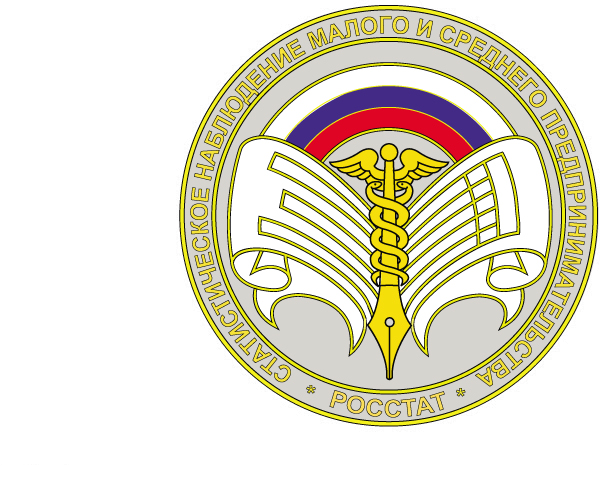 СТАТИСТИЧЕСКОЕ НАБЛЮДЕНИЕ МАЛОГО И СРЕДНЕГО ПРЕДПРИНИМАТЕЛЬСТВА
* РОССТАТ *